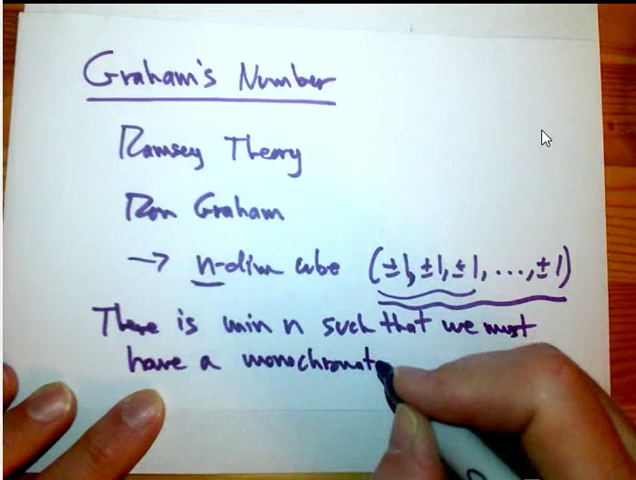 Graham's Number
Ramsey Theory
Ron Graham
→ n-dim cube (±1, ±1, ±1, ..., ±1)
There is min n such that we must
have a monochromat